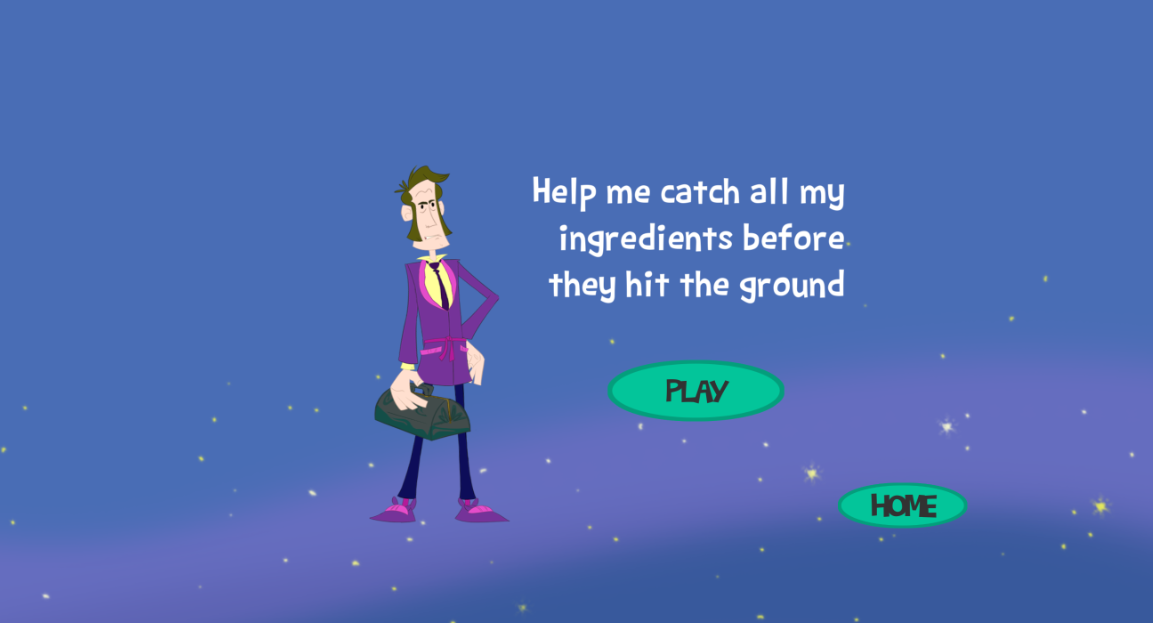 Help me catch all my
ingredients before
they hit the ground
PLAY
HOME